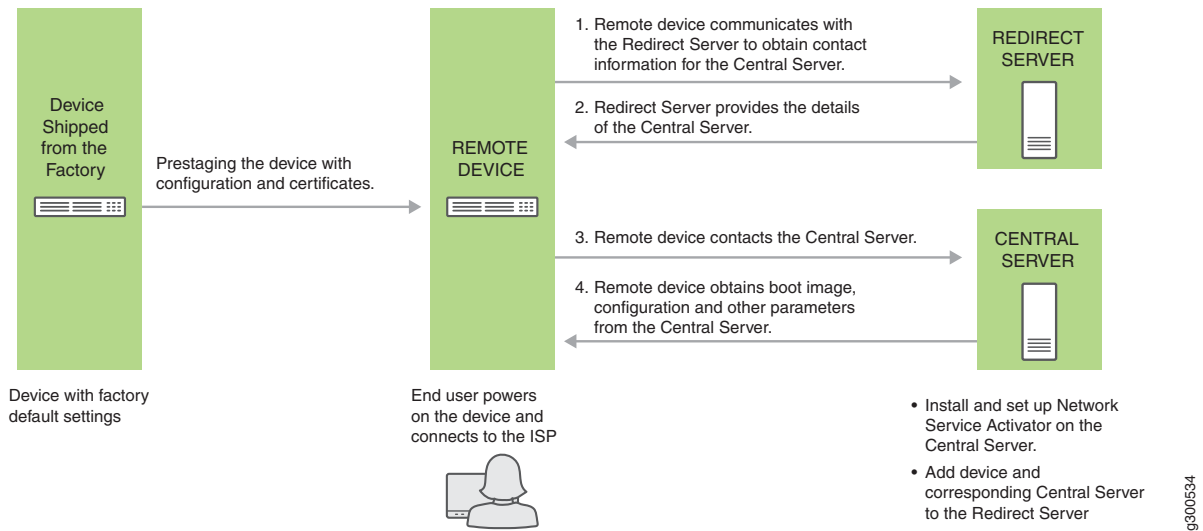 Device
Shipped
from the
Factory
Prestaging the device with
configuration and certificates.
REMOTE
DEVICE
1. Remote device communicates with
the Redirect Server to obtain contact
information for the Central Server.
2. Redirect Server provides the details
of the Central Server.
REDIRECT
SERVER
3. Remote device contacts the Central Server.
4. Remote device obtains boot image,
configuration and other parameters
from the Central Server.
CENTRAL
SERVER
Device with factory
default settings
End user powers
on the device and
connects to the ISP
• Install and set up Network
Service Activator on the
Central Server.
• Add device and
corresponding Central Server
to the Redirect Server
g300534